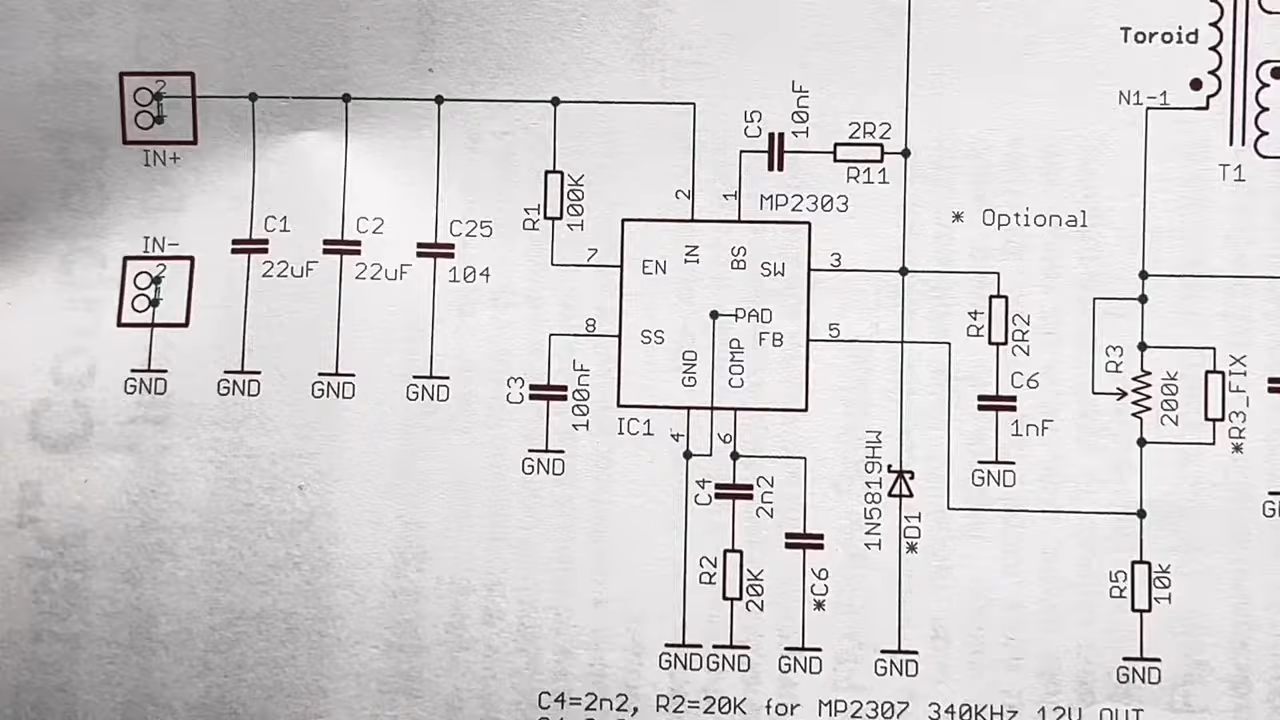 Toroid
N1-1
T1
2
1
IN+
IN-
2
1
GND
C1
22uF
GND
C2
22uF
GND
C25
104
GND
R1
100K
C5
10nF
2R2
R11
MP2303
* Optional
2
1
7
EN
IN
BS
SW
3
8
SS
PAD
GND
COMP
FB
5
IC1
4
6
C3
100nF
GND
R4
2R2
C6
1nF
GND
R3
200k
*R3_FIX
C4
2n2
R2
20K
*C6
1N5819HW
*D1
R5
10k
GND
GND
GND
GND
GND
C4=2n2, R2=20K for MP2307 340KHz 12V OUT